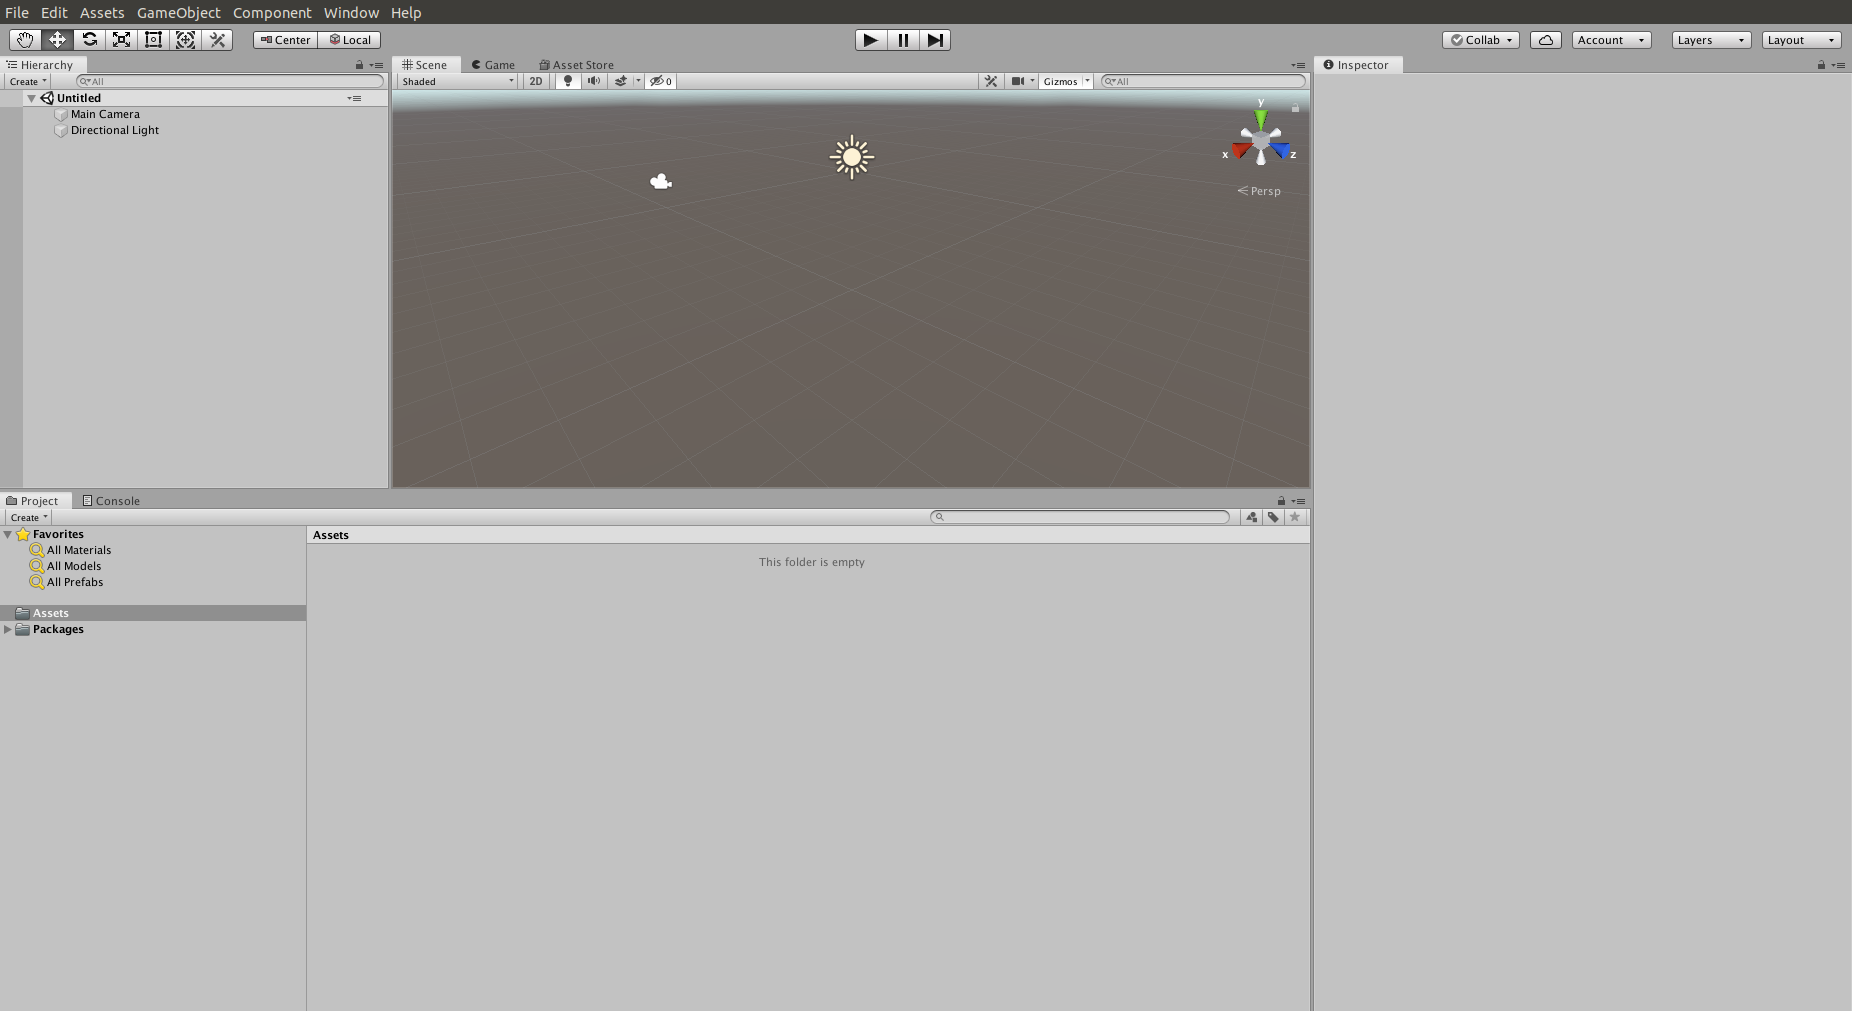 File Edit Assets GameObject Component Window Help
Center Local Collab Account Layers Layout
Hierarchy Scene Game Asset Store Inspector
Create All Shaded 2D 0 Gizmos All
Untitled
Main Camera
Directional Light
y
x z
Persp
Project Console
Create
Favorites Assets
All Materials
This folder is empty
All Models
All Prefabs
Assets
Packages